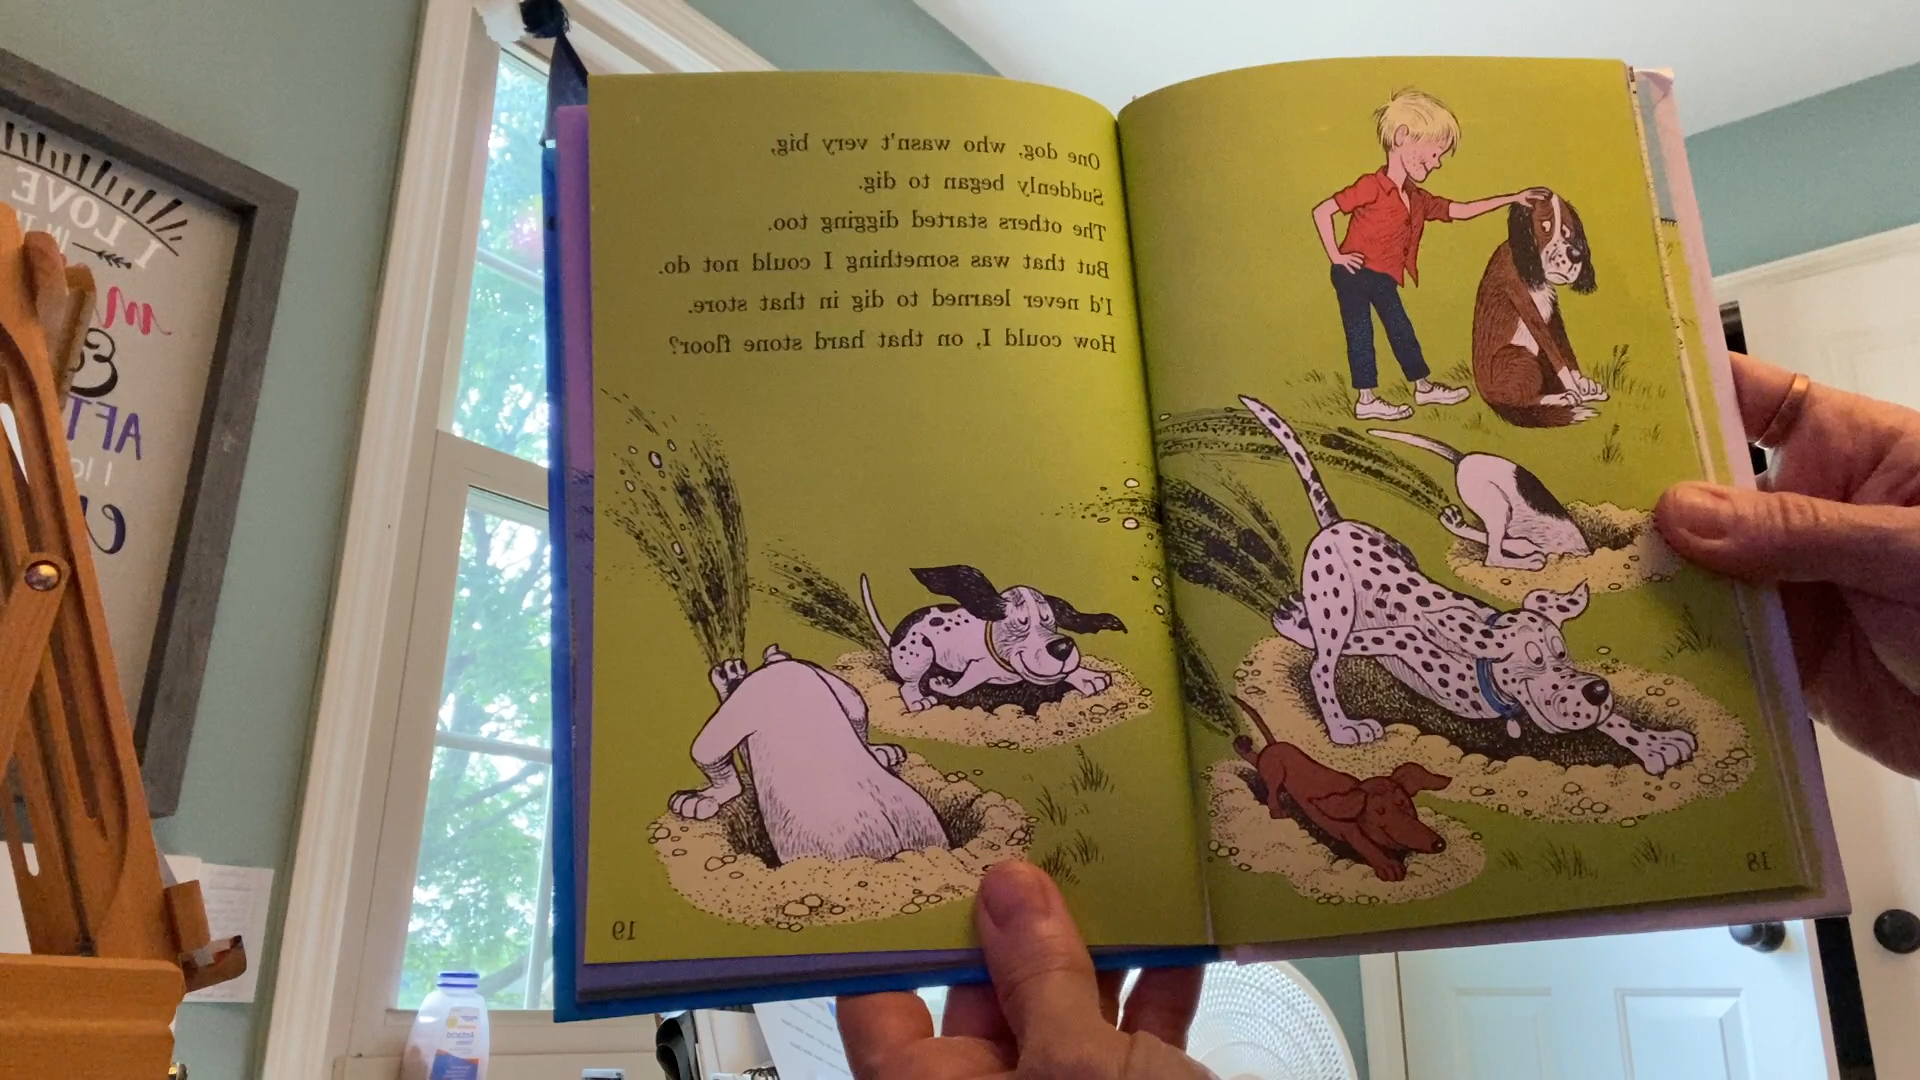 One dog, who wasn't very big,
Suddenly began to dig.
The others started digging too.
But that was something I could not do.
I'd never learned to dig in that store.
How could I, on that hard stone floor?
19
18
I LOVE
&
AFT